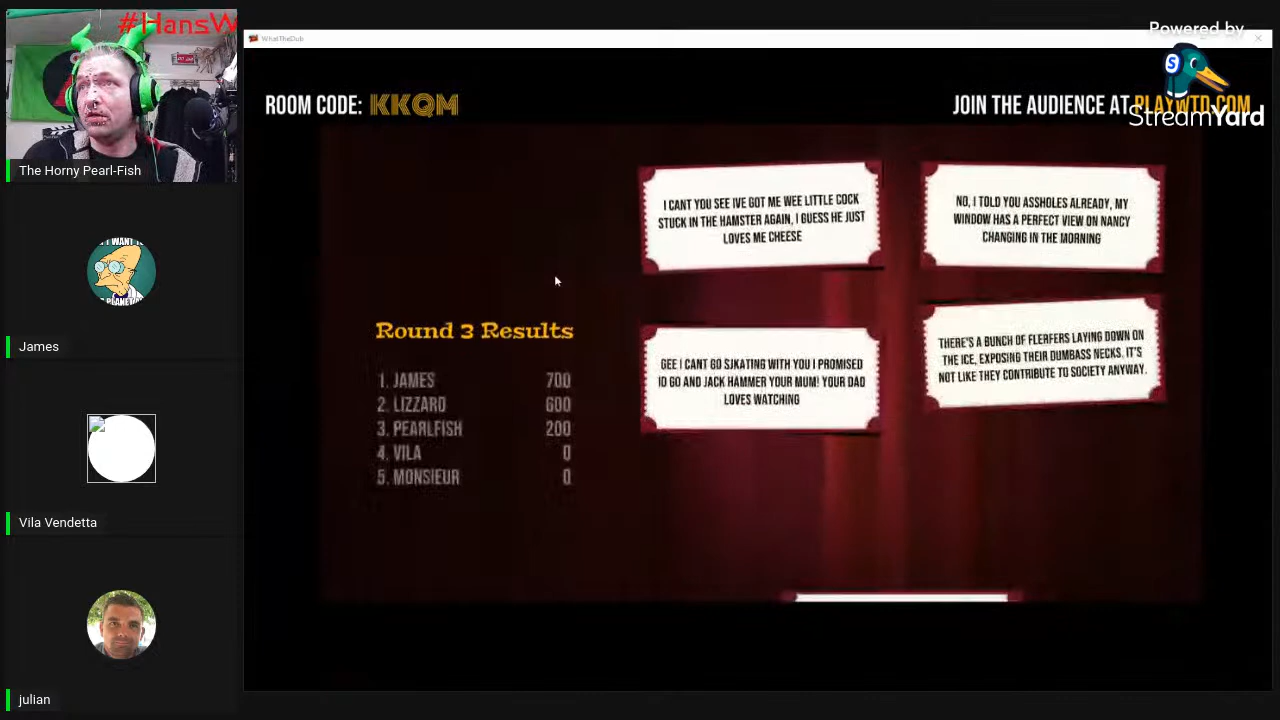 #HansW
Powered by
StreamYard
WhatTheDub
ROOM CODE: KKQM
JOIN THE AUDIENCE AT PLAYWTD.COM
The Horny Pearl-Fish
James
Vila Vendetta
julian
Round 3 Results
1. JAMES 700
2. LIZZARD 600
3. PEARLFISH 200
4. VILA 0
5. MONSIEUR 0
I CANT YOU SEE IVE GOT ME WEE LITTLE COCK
STUCK IN THE HAMSTER AGAIN, I GUESS HE JUST
LOVES ME CHEESE
NO, I TOLD YOU ASSHOLES ALREADY, MY
WINDOW HAS A PERFECT VIEW ON NANCY
CHANGING IN THE MORNING
GEE I CANT GO SJKATING WITH YOU I PROMISED
ID GO AND JACK HAMMER YOUR MUM! YOUR DAD
LOVES WATCHING
THERE'S A BUNCH OF FLERFERS LAYING DOWN ON
THE ICE, EXPOSING THEIR DUMBASS NECKS. IT'S
NOT LIKE THEY CONTRIBUTE TO SOCIETY ANYWAY.